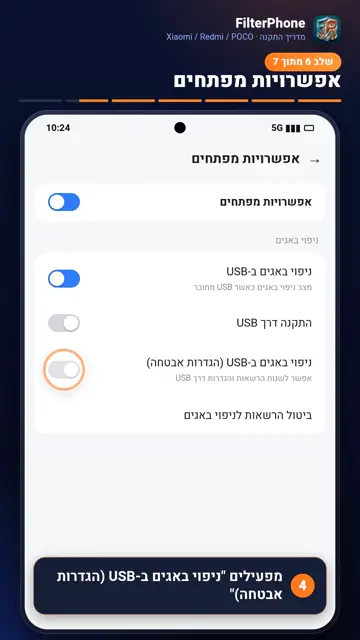 FilterPhone
מדריך התקנה · Xiaomi / Redmi / POCO
שלב 6 מתוך 7
אפשרויות מפתחים
10:24
5G
אפשרויות מפתחים →
אפשרויות מפתחים
ניפוי באגים
ניפוי באגים ב-USB
מצב ניפוי באגים כאשר USB מחובר
התקנה דרך USB
ניפוי באגים ב-USB (הגדרות אבטחה)
אפשר לשנות הרשאות והגדרות דרך USB
ביטול הרשאות לניפוי באגים
4
מפעילים "ניפוי באגים ב-USB (הגדרות
אבטחה)"